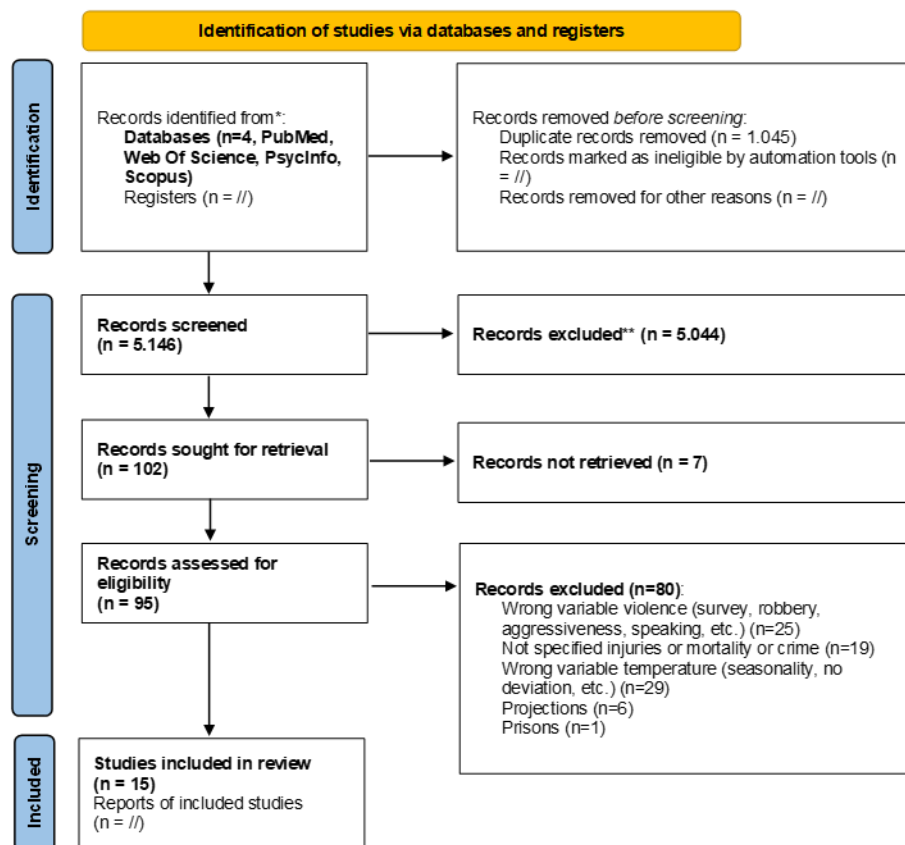 Identification of studies via databases and registers
Identification
Records identified from*:
Databases (n=4, PubMed,
Web Of Science, PsycInfo,
Scopus)
Registers (n = //)
Records removed before screening:
Duplicate records removed (n = 1.045)
Records marked as ineligible by automation tools (n
= //)
Records removed for other reasons (n = //)
Screening
Records screened
(n = 5.146)
Records excluded** (n = 5.044)
Records sought for retrieval
(n = 102)
Records not retrieved (n = 7)
Records assessed for
eligibility
(n = 95)
Records excluded (n=80):
Wrong variable violence (survey, robbery,
aggressiveness, speaking, etc.) (n=25)
Not specified injuries or mortality or crime (n=19)
Wrong variable temperature (seasonality, no
deviation, etc.) (n=29)
Projections (n=6)
Prisons (n=1)
Included
Studies included in review
(n = 15)
Reports of included studies
(n = //)